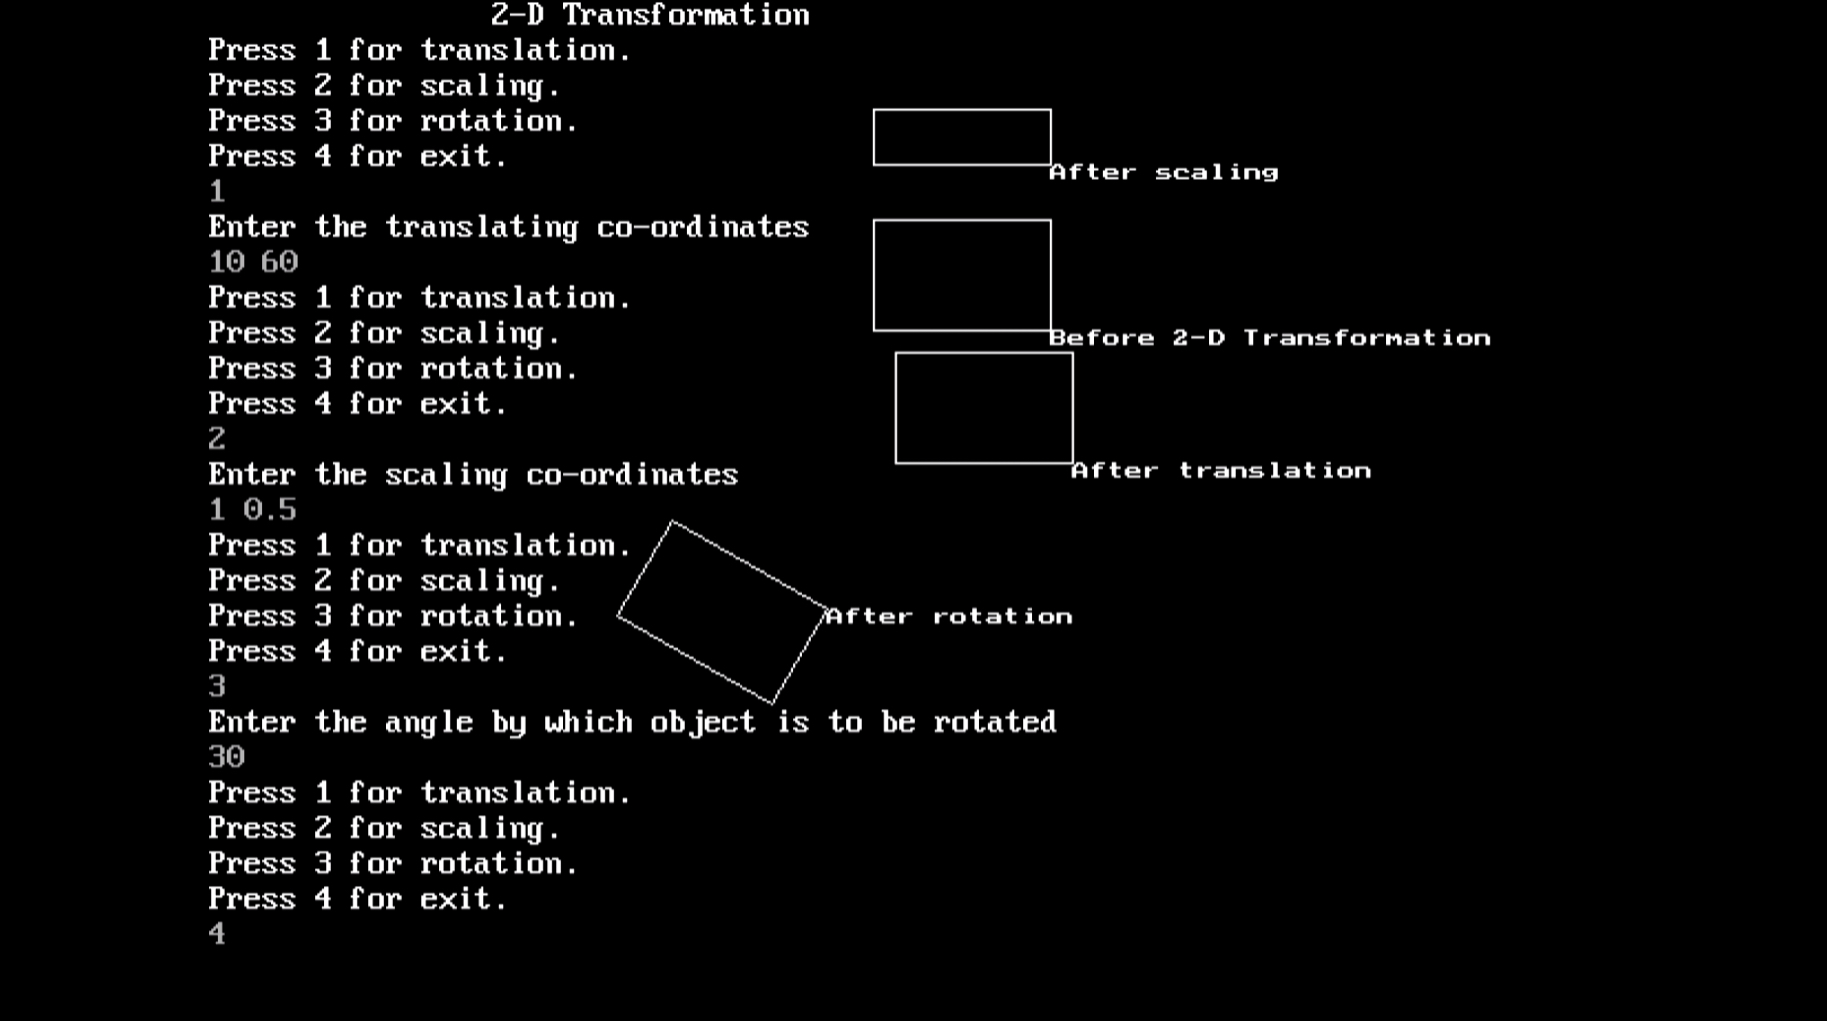 2-D Transformation
Press 1 for translation.
Press 2 for scaling.
Press 3 for rotation.
Press 4 for exit.
After scaling
1
Enter the translating co-ordinates
10 60
Press 1 for translation.
Press 2 for scaling.
Before 2-D Transformation
Press 3 for rotation.
Press 4 for exit.
2
Enter the scaling co-ordinates
After translation
1 0.5
Press 1 for translation.
Press 2 for scaling.
Press 3 for rotation.
After rotation
Press 4 for exit.
3
Enter the angle by which object is to be rotated
30
Press 1 for translation.
Press 2 for scaling.
Press 3 for rotation.
Press 4 for exit.
4